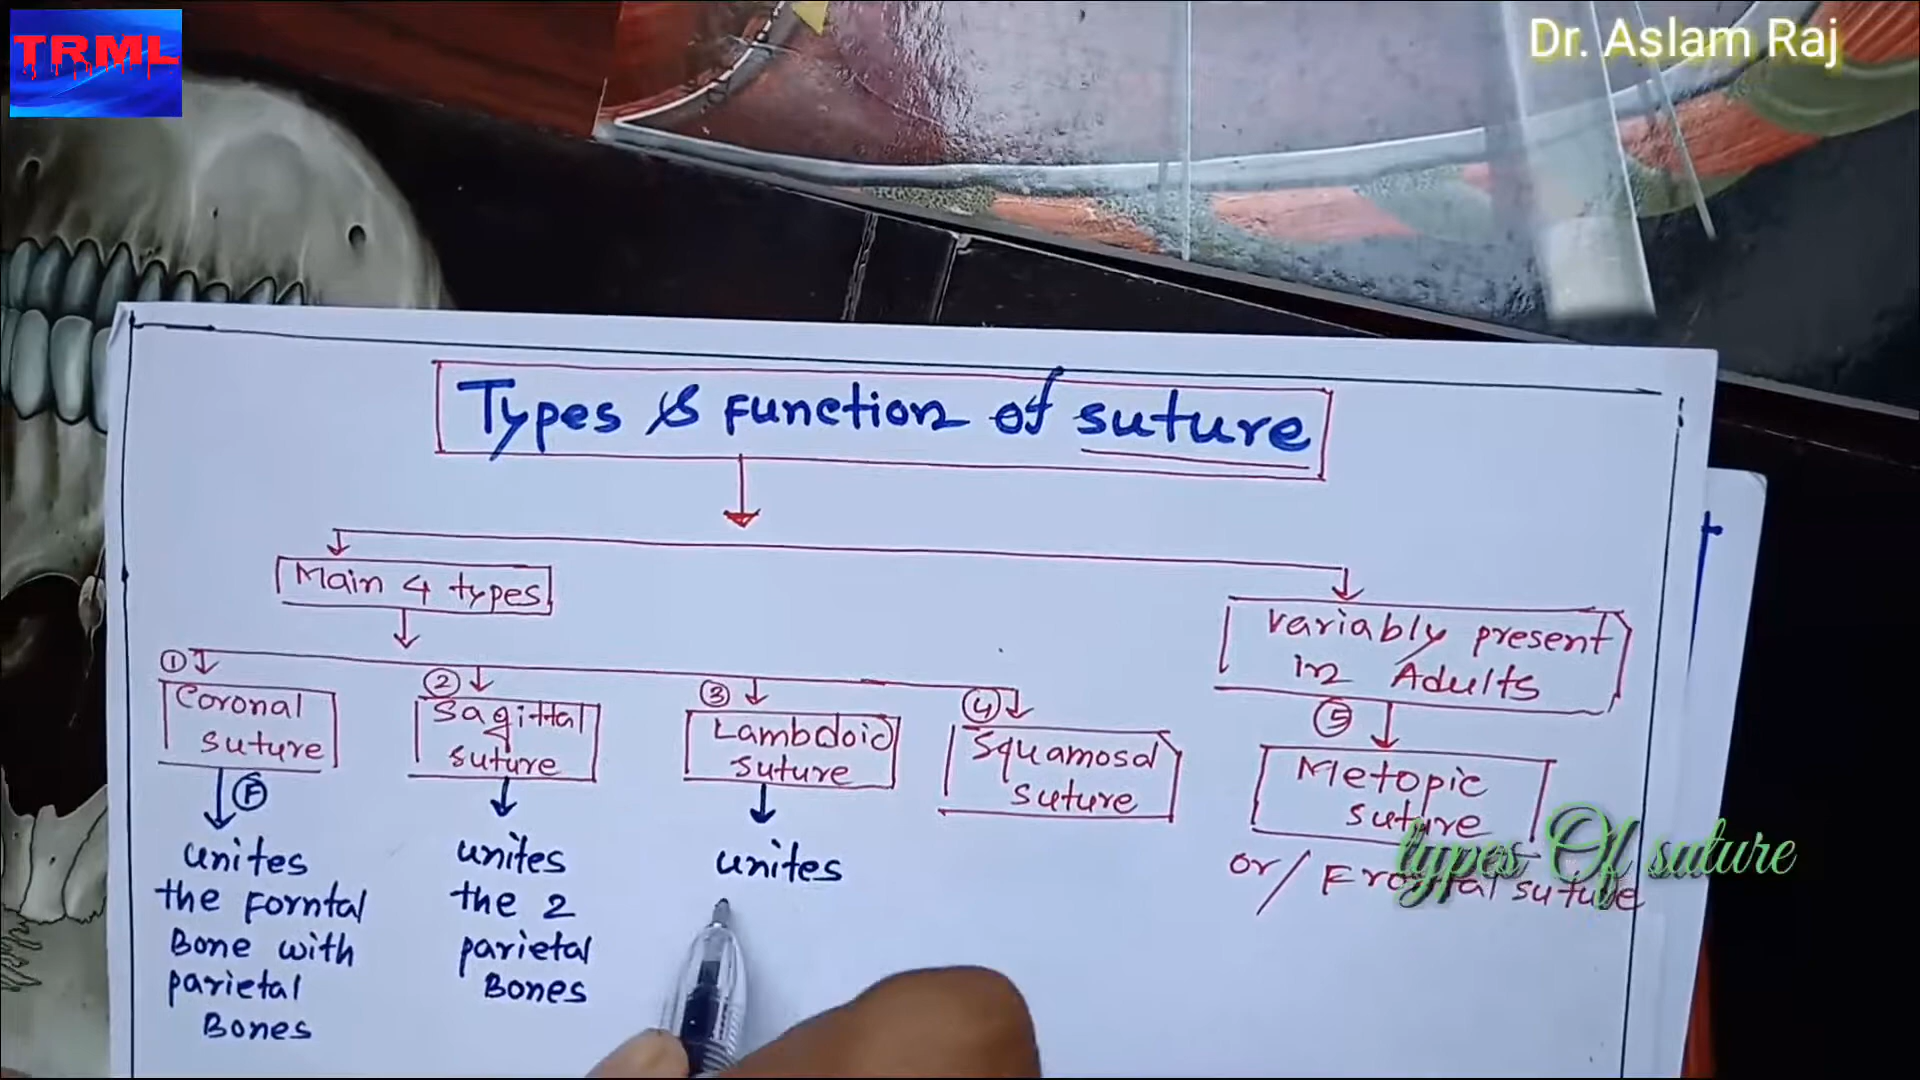 TRML
Dr. Aslam Raj
Types & Function of suture
Main 4 types
variably present
in Adults
1
Coronal
suture
2
Sagittal
suture
3
Lambdoid
suture
4
Squamosal
suture
5
Metopic
suture
or/ Frontal suture
types Of suture
F
unites
the Forntal
Bone with
parietal
Bones
unites
the 2
parietal
Bones
unites